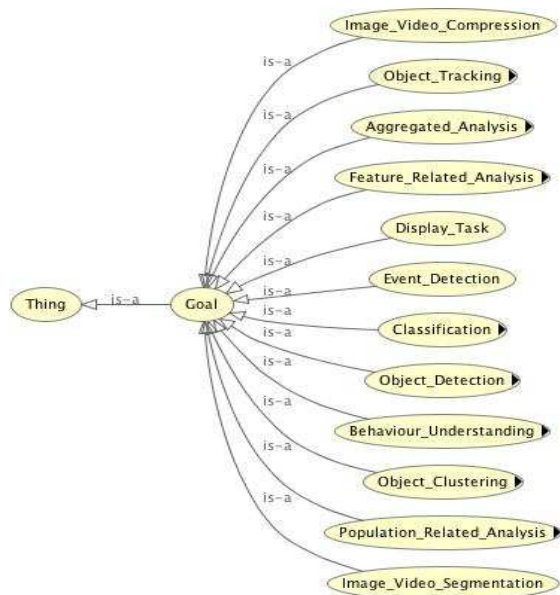 Image_Video_Compression
is-a
Object_Tracking
is-a
Aggregated_Analysis
is-a
Feature_Related_Analysis
is-a
Display_Task
is-a
Event_Detection
is-a
Thing
is-a
Goal
is-a
Classification
is-a
Object_Detection
is-a
Behaviour_Understanding
is-a
Object_Clustering
is-a
Population_Related_Analysis
is-a
Image_Video_Segmentation